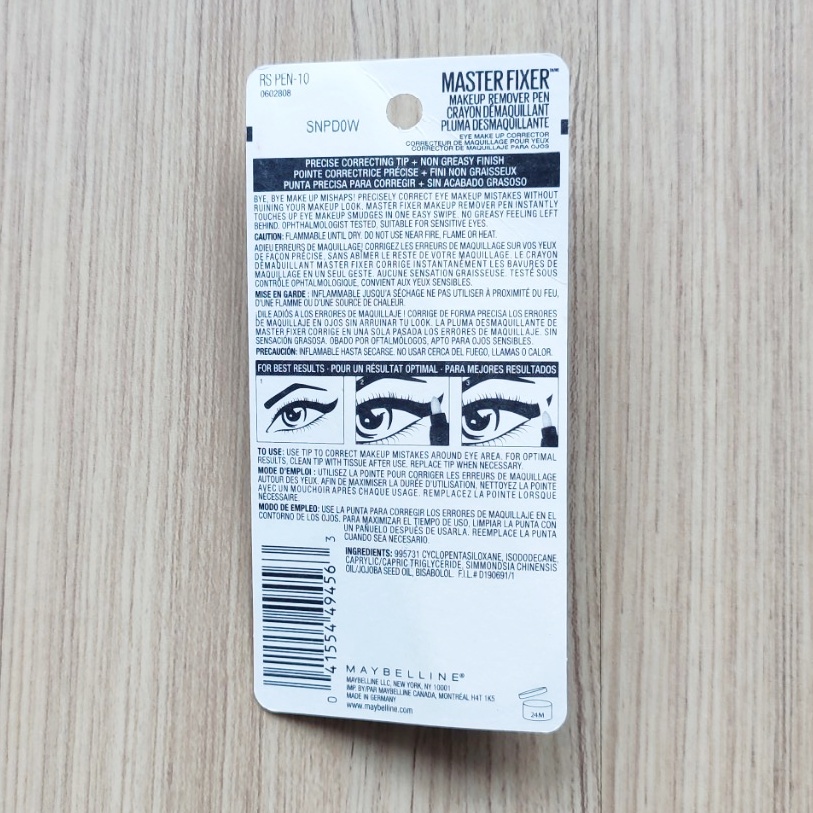 RS PEN-10
0602808
SNPD0W
MASTER FIXER™
MAKEUP REMOVER PEN
CRAYON DÉMAQUILLANT
PLUMA DESMAQUILLANTE
EYE MAKE UP CORRECTOR
CORRECTEUR DE MAQUILLAGE POUR YEUX
CORRECTOR DE MAQUILLAJE PARA OJOS
PRECISE CORRECTING TIP + NON GREASY FINISH
POINTE CORRECTRICE PRÉCISE + FINI NON GRAISSEUX
PUNTA PRECISA PARA CORREGIR + SIN ACABADO GRASOSO
BYE, BYE MAKE UP MISHAPS! PRECISELY CORRECT EYE MAKEUP MISTAKES WITHOUT
RUINING YOUR MAKEUP LOOK. MASTER FIXER MAKEUP REMOVER PEN INSTANTLY
TOUCHES UP EYE MAKEUP SMUDGES IN ONE EASY SWIPE. NO GREASY FEELING LEFT
BEHIND. OPHTHALMOLOGIST TESTED, SUITABLE FOR SENSITIVE EYES.
CAUTION: FLAMMABLE UNTIL DRY. DO NOT USE NEAR FIRE, FLAME OR HEAT.
ADIEU ERREURS DE MAQUILLAGE! CORRIGEZ LES ERREURS DE MAQUILLAGE SUR VOS YEUX
DE FAÇON PRÉCISE, SANS ABÎMER LE RESTE DE VOTRE MAQUILLAGE. LE CRAYON
DÉMAQUILLANT MASTER FIXER CORRIGE INSTANTANÉMENT LES BAVURES DE
MAQUILLAGE EN UN SEUL GESTE. AUCUNE SENSATION GRAISSEUSE. TESTÉ SOUS
CONTRÔLE OPHTALMOLOGIQUE, CONVIENT AUX YEUX SENSIBLES.
MISE EN GARDE : INFLAMMABLE JUSQU'À SÉCHAGE NE PAS UTILISER À PROXIMITÉ DU FEU,
D'UNE FLAMME OU D'UNE SOURCE DE CHALEUR.
¡DILE ADIÓS A LOS ERRORES DE MAQUILLAJE! CORRIGE DE FORMA PRECISA LOS ERRORES
DE MAQUILLAJE EN OJOS SIN ARRUINAR TU LOOK. LA PLUMA DESMAQUILLANTE DE
MASTER FIXER CORRIGE EN UNA SOLA PASADA LOS ERRORES DE MAQUILLAJE. SIN
SENSACIÓN GRASOSA. OBADO POR OFTALMÓLOGOS, APTO PARA OJOS SENSIBLES.
PRECAUCIÓN: INFLAMABLE HASTA SECARSE. NO USAR CERCA DEL FUEGO, LLAMAS O CALOR.
FOR BEST RESULTS · POUR UN RÉSULTAT OPTIMAL · PARA MEJORES RESULTADOS
1 2 3
TO USE: USE TIP TO CORRECT MAKEUP MISTAKES AROUND EYE AREA. FOR OPTIMAL
RESULTS, CLEAN TIP WITH TISSUE AFTER USE. REPLACE TIP WHEN NECESSARY.
MODE D'EMPLOI : UTILISEZ LA POINTE POUR CORRIGER LES ERREURS DE MAQUILLAGE
AUTOUR DES YEUX. AFIN DE MAXIMISER LA DURÉE D'UTILISATION, NETTOYEZ LA POINTE
AVEC UN MOUCHOIR APRÈS CHAQUE USAGE. REMPLACEZ LA POINTE LORSQUE
NÉCESSAIRE.
MODO DE EMPLEO: USE LA PUNTA PARA CORREGIR LOS ERRORES DE MAQUILLAJE EN EL
CONTORNO DE LOS OJOS. PARA MAXIMIZAR EL TIEMPO DE USO, LIMPIAR LA PUNTA CON
UN PAÑUELO DESPUÉS DE USARLA. REEMPLACE LA PUNTA
CUANDO SEA NECESARIO.
INGREDIENTS: 995731 CYCLOPENTASILOXANE, ISODODECANE,
CAPRYLIC/CAPRIC TRIGLYCERIDE, SIMMONDSIA CHINENSIS
OIL/JOJOBA SEED OIL, BISABOLOL. F.I.L.# D190691/1
0 41554 49456 3
MAYBELLINE®
MAYBELLINE LLC, NEW YORK, NY 10001
IMP. BY/PAR MAYBELLINE CANADA, MONTRÉAL H4T 1K5
MADE IN GERMANY
www.maybelline.com
24M